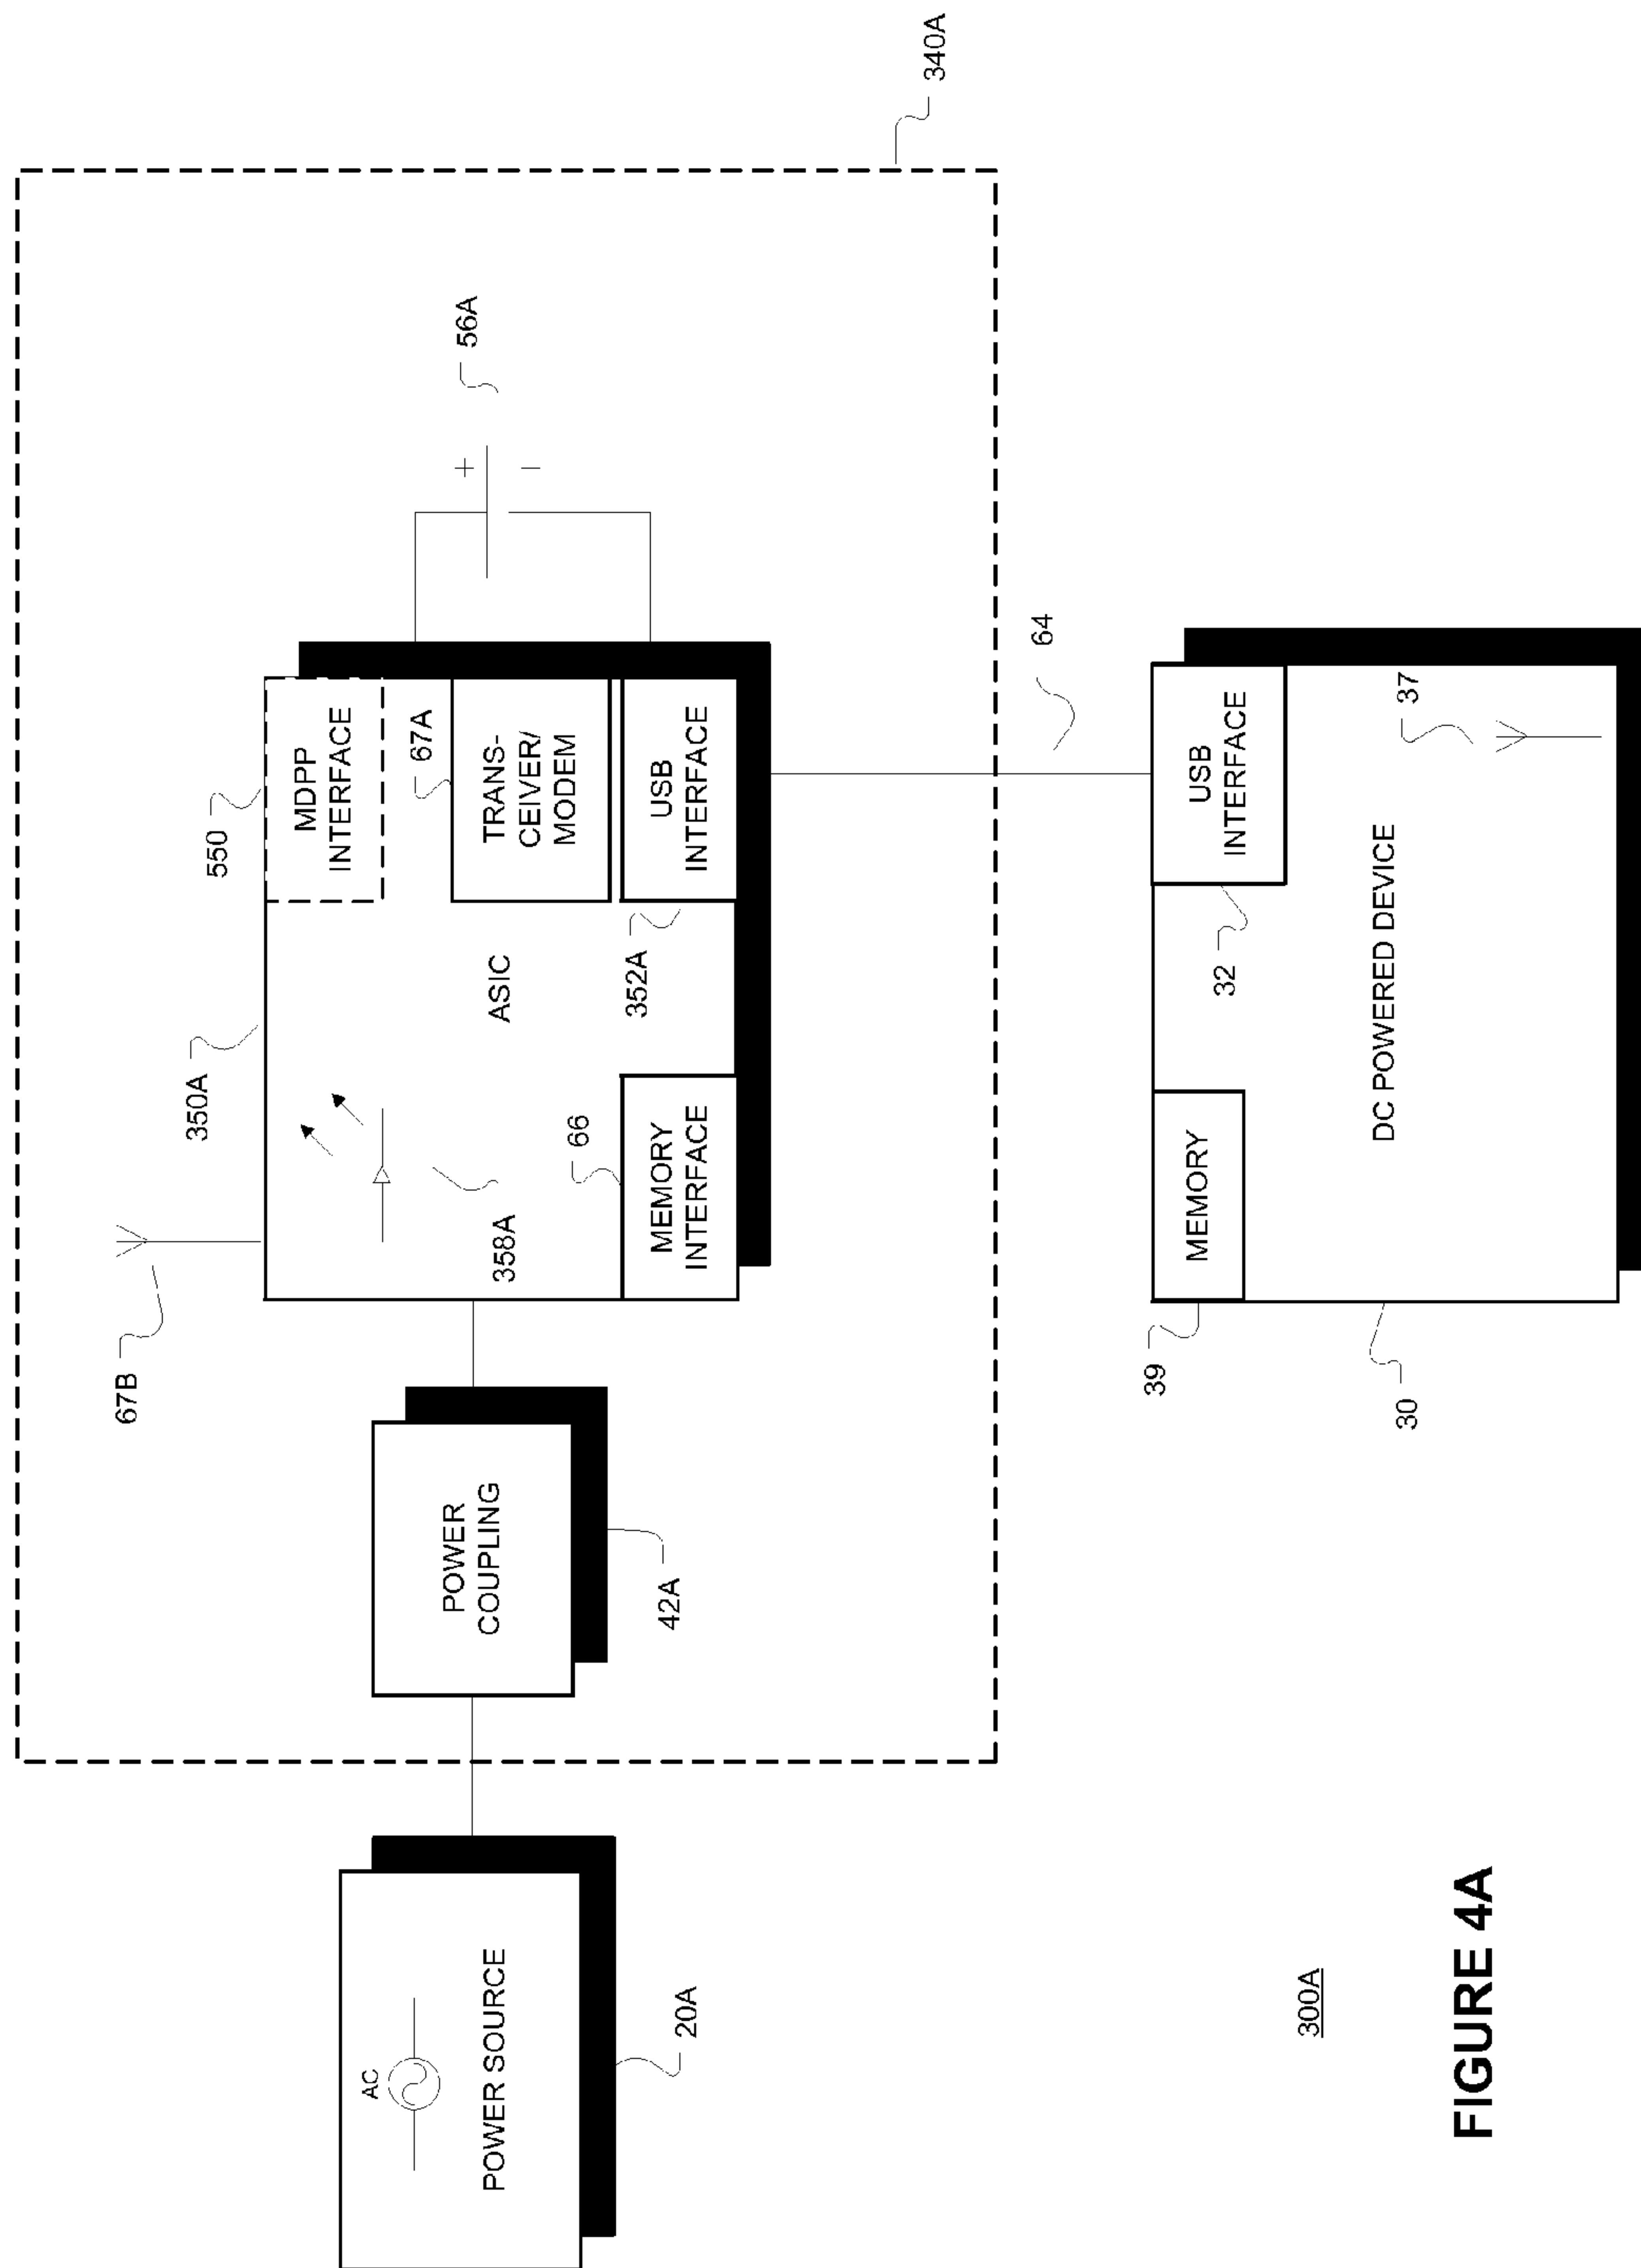 340A
67B
350A
550
MDPP
INTERFACE
358A
ASIC
67A
TRANS-
CEIVER/
MODEM
56A
+
–
66
MEMORY
INTERFACE
352A
USB
INTERFACE
POWER
COUPLING
42A
AC
POWER SOURCE
20A
64
39
MEMORY
32
USB
INTERFACE
30
DC POWERED DEVICE
37
300A
FIGURE 4A